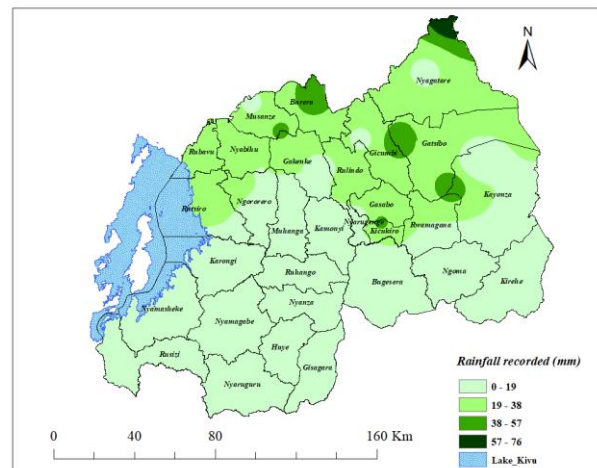 N
Nyagatare
Burera
Musanze
Rubavu
Nyabihu
Gakenke
Rulindo
Gicumbi
Gatsibo
Kayonza
Rutsiro
Ngororero
Gasabo
Nyarugenge
Kicukiro
Rwamagana
Muhanga
Kamonyi
Karongi
Ruhango
Bugesera
Ngoma
Kirehe
Nyamasheke
Nyanza
Nyamagabe
Huye
Rusizi
Gisagara
Nyaruguru
Rainfall recorded (mm)
0 - 19
19 - 38
38 - 57
57 - 76
Lake_Kivu
0 40 80 160 Km